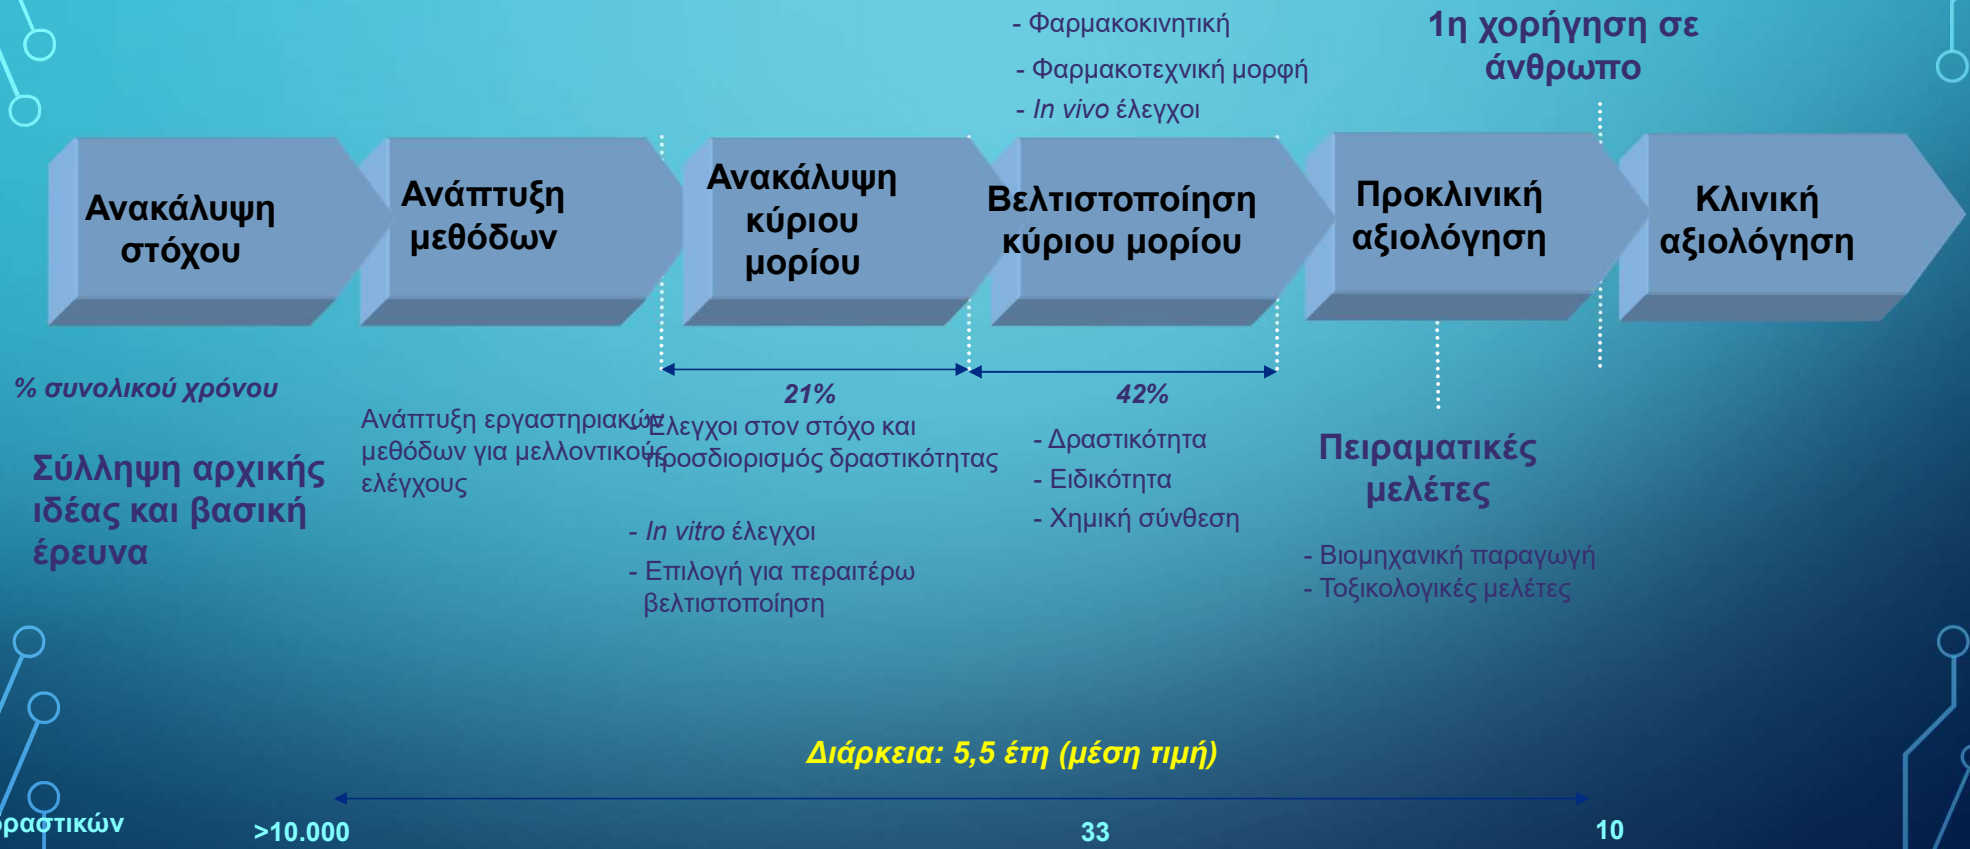 - Φαρμακοκινητική
- Φαρμακοτεχνική μορφή
- In vivo έλεγχοι
1η χορήγηση σε
άνθρωπο
Ανακάλυψη
στόχου
Ανάπτυξη
μεθόδων
Ανακάλυψη
κύριου
μορίου
Βελτιστοποίηση
κύριου μορίου
Προκλινική
αξιολόγηση
Κλινική
αξιολόγηση
% συνολικού χρόνου
21%
42%
Σύλληψη αρχικής
ιδέας και βασική
έρευνα
Ανάπτυξη εργαστηριακών
μεθόδων για μελλοντικούς
ελέγχους
- Έλεγχοι στον στόχο και
προσδιορισμός δραστικότητας
- In vitro έλεγχοι
- Επιλογή για περαιτέρω
βελτιστοποίηση
- Δραστικότητα
- Ειδικότητα
- Χημική σύνθεση
Πειραματικές
μελέτες
- Βιομηχανική παραγωγή
- Τοξικολογικές μελέτες
Διάρκεια: 5,5 έτη (μέση τιμή)
>10.000
33
10